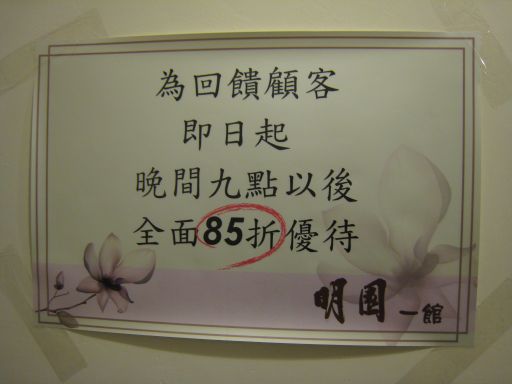 為回饋顧客
即日起
晚間九點以後
全面85折優待
明園一館